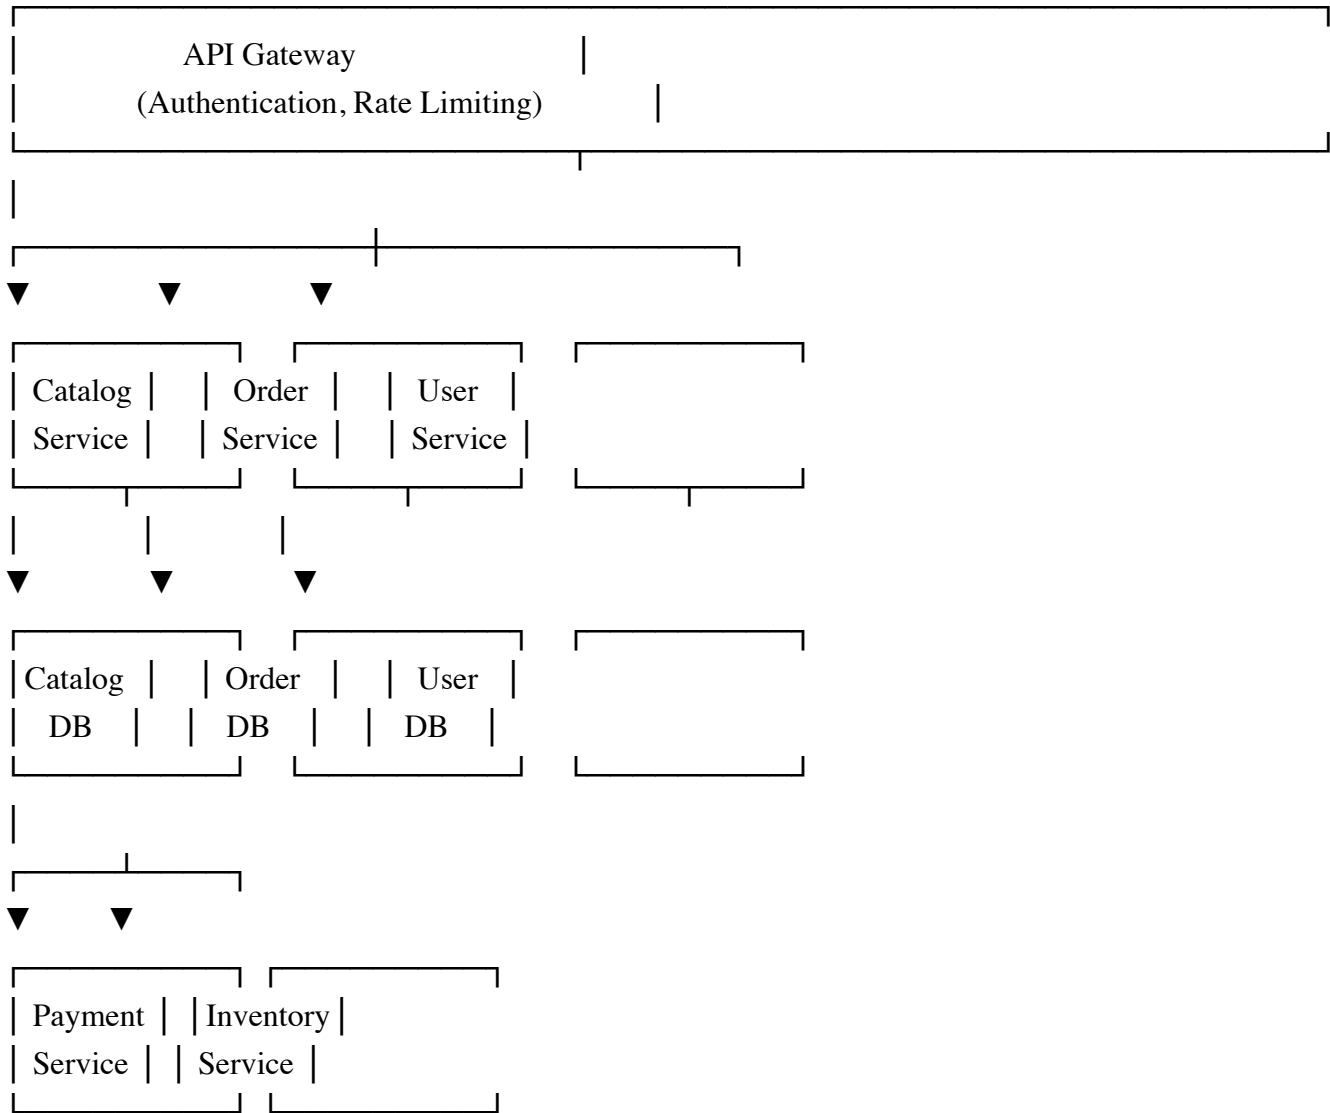 API Gateway
(Authentication, Rate Limiting)
▼ ▼ ▼
Catalog Order User
Service Service Service
▼ ▼ ▼
Catalog Order User
DB DB DB
▼ ▼
Payment Inventory
Service Service